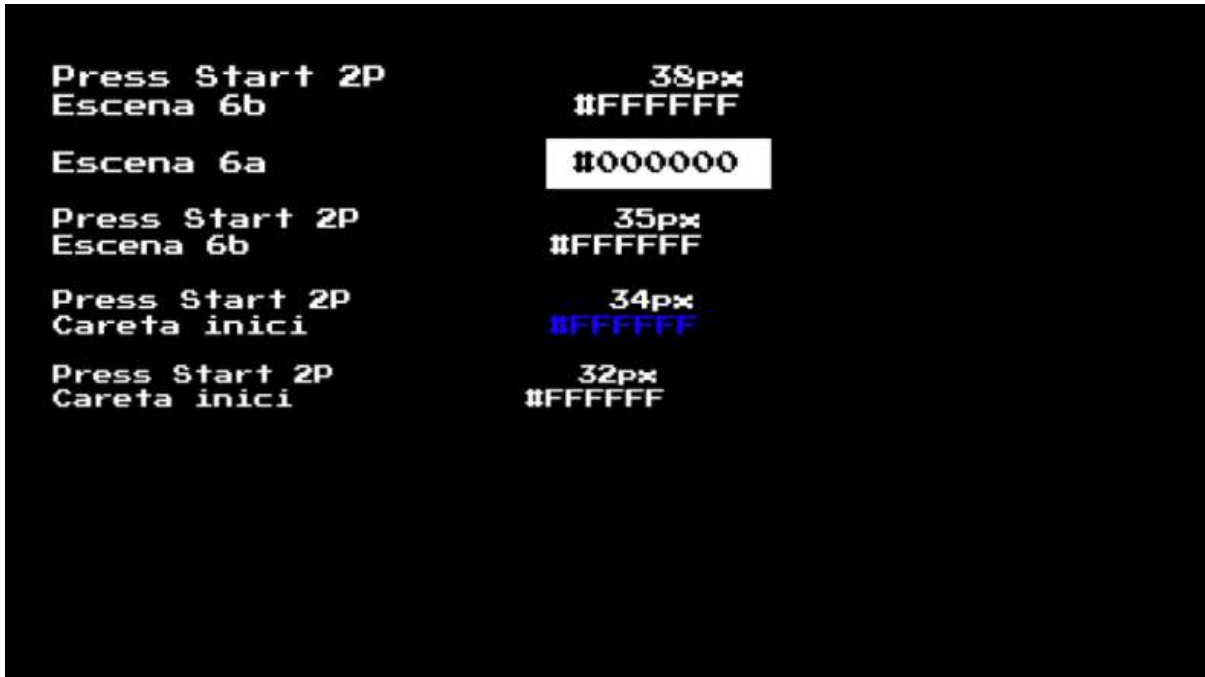 Press Start 2P 38px
Escena 6b #FFFFFF
Escena 6a #000000
Press Start 2P 35px
Escena 6b #FFFFFF
Press Start 2P 34px
Careta inici #FFFFFF
Press Start 2P 32px
Careta inici #FFFFFF